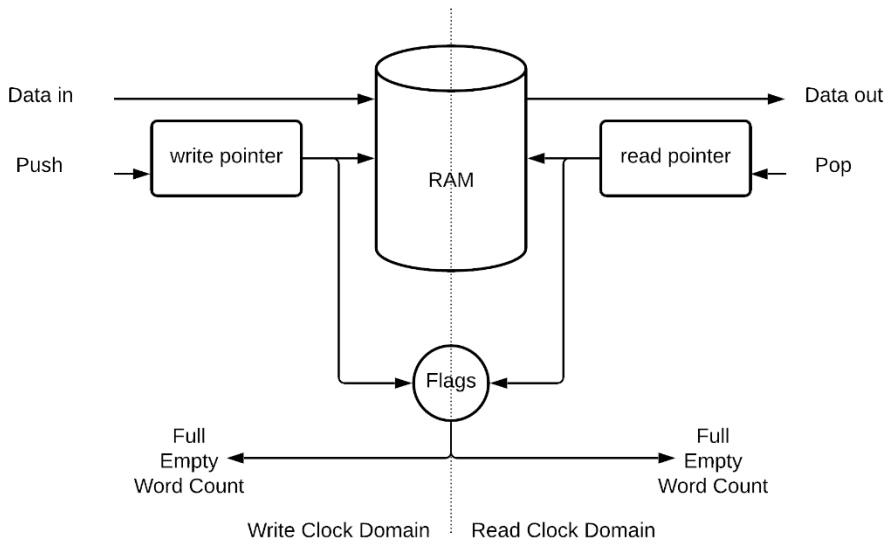 Data in
Data out
Push
write pointer
RAM
read pointer
Pop
Flags
Full
Empty
Word Count
Full
Empty
Word Count
Write Clock Domain
Read Clock Domain